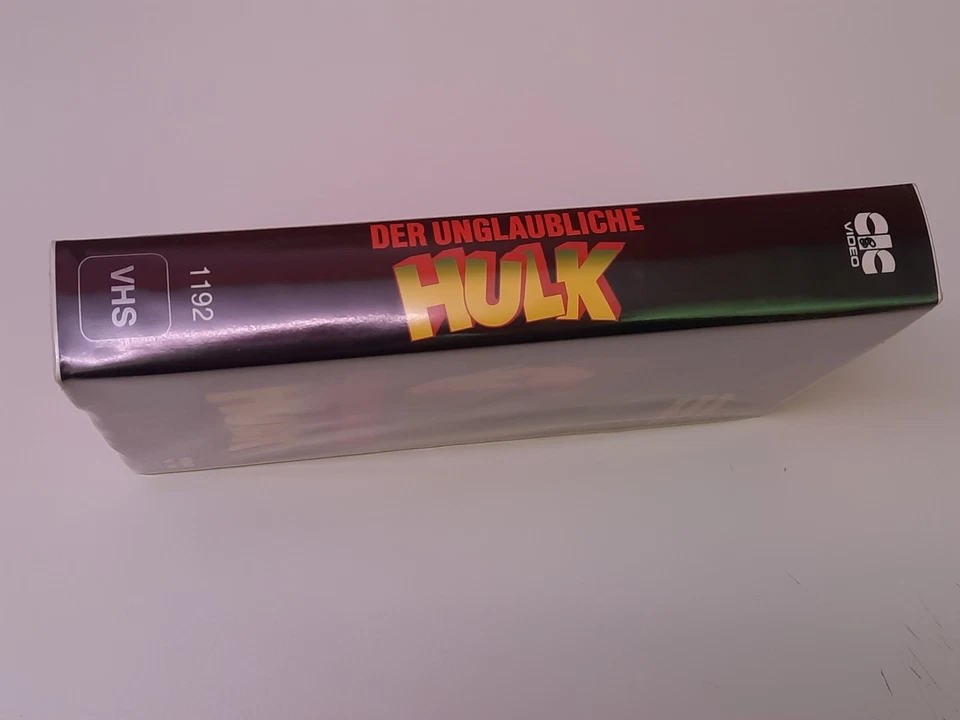 VHS
1192
DER UNGLAUBLICHE
HULK
CIC
VIDEO